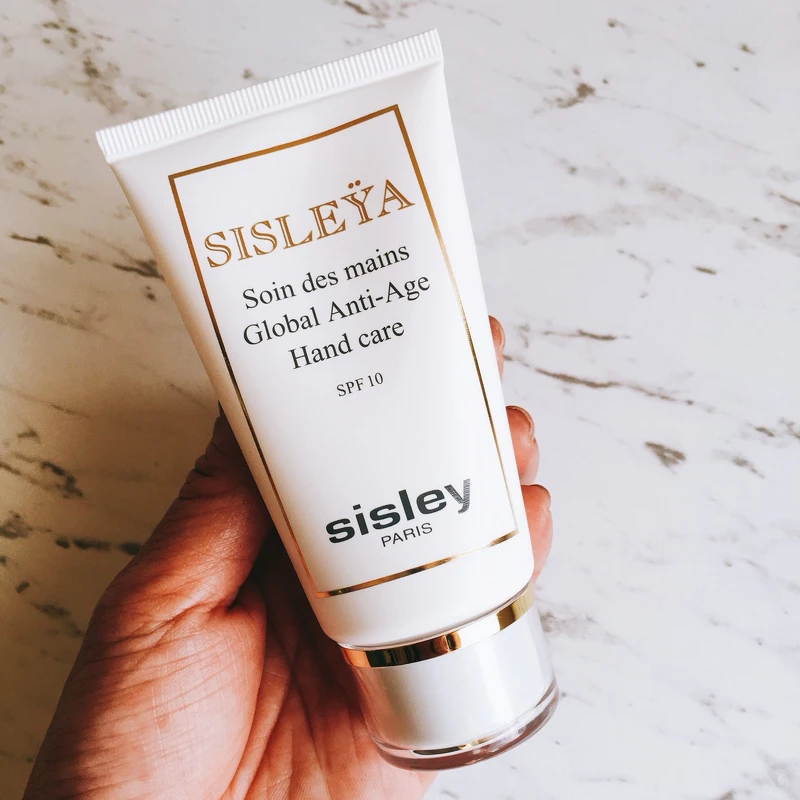 SISLEŸA
Soin des mains
Global Anti-Age
Hand care
SPF 10
sisley
PARIS